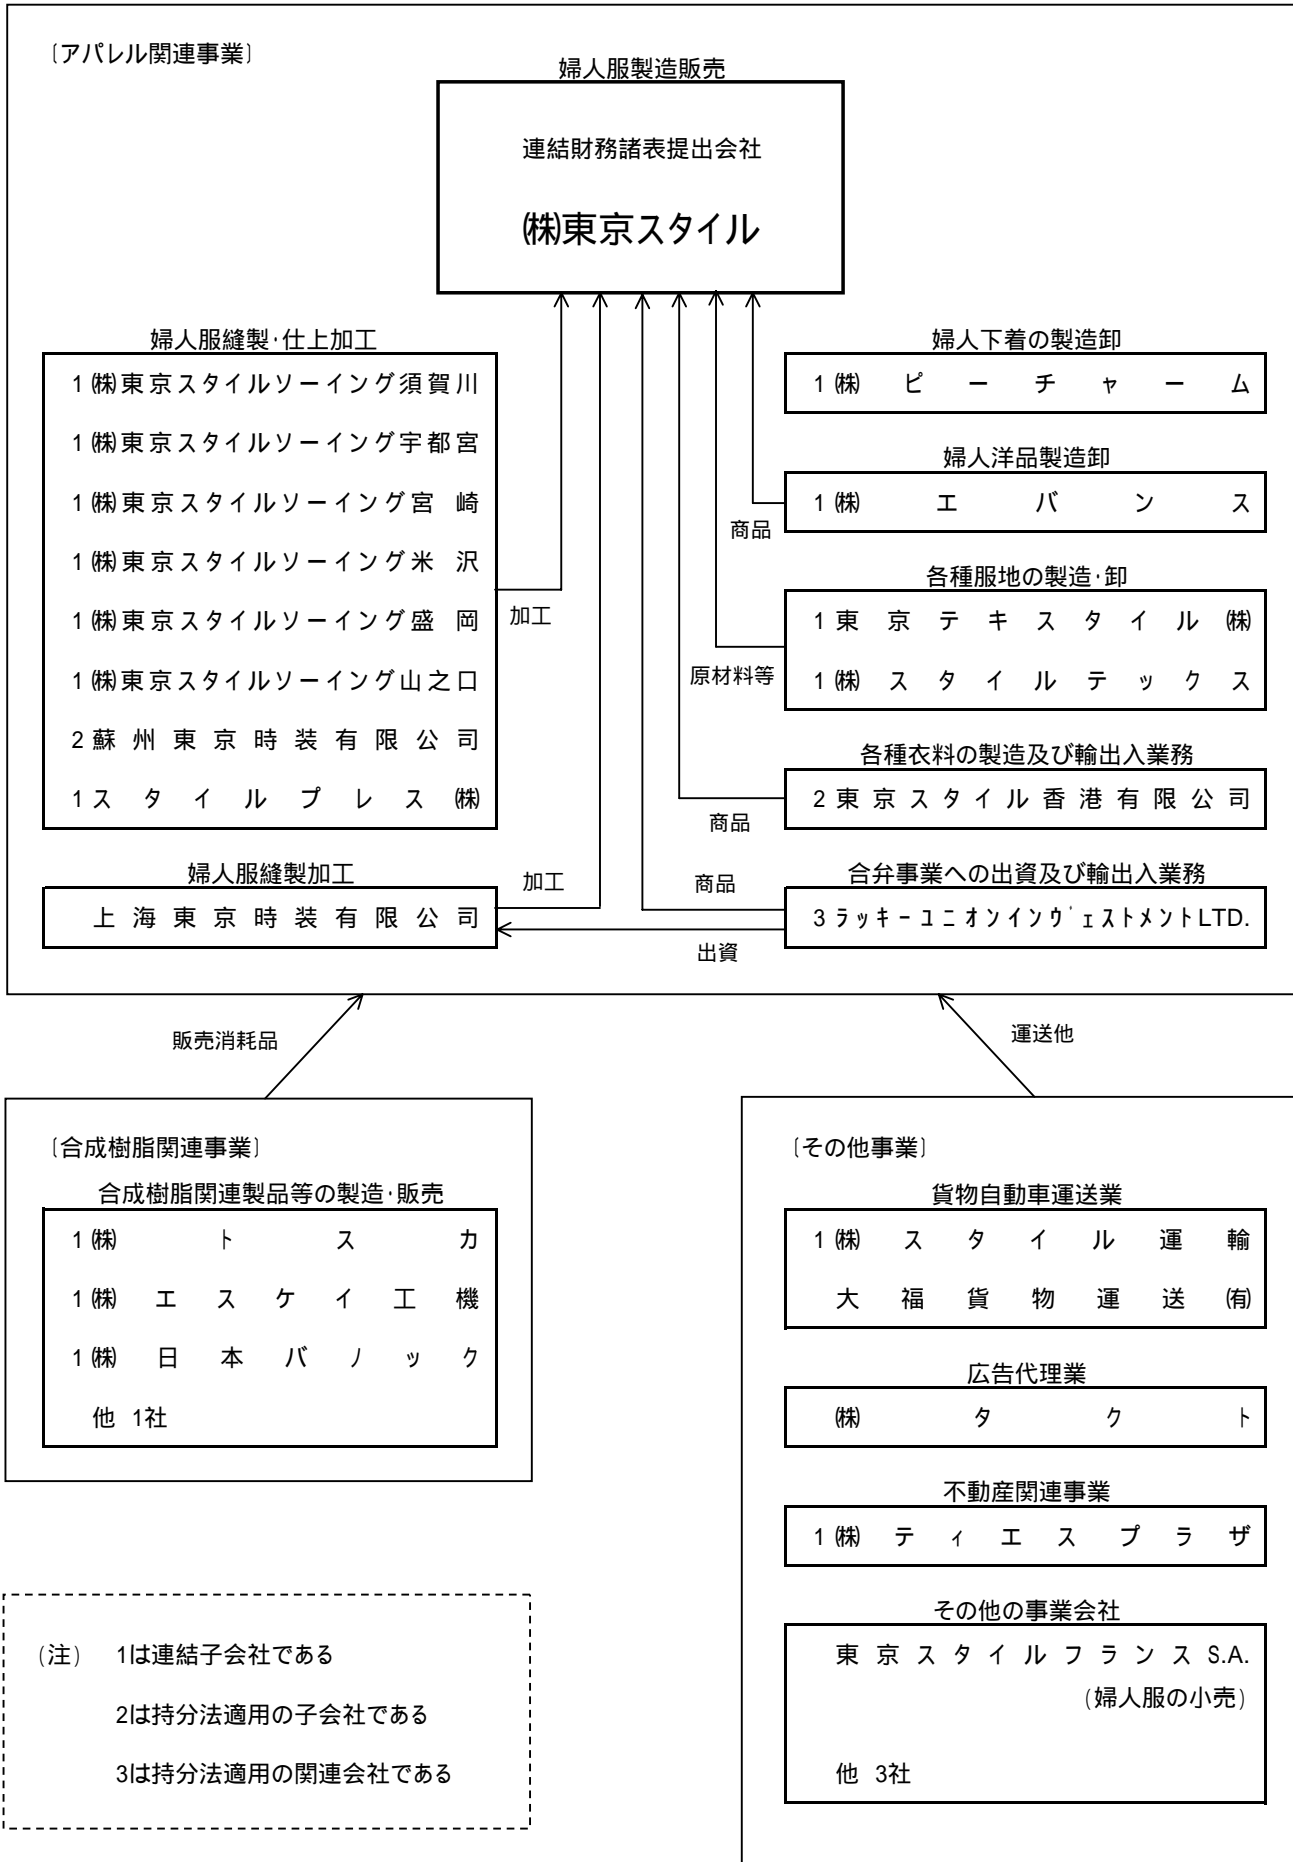 〔アパレル関連事業〕
婦人服製造販売
連結財務諸表提出会社
㈱東京スタイル
婦人服縫製・仕上加工
1㈱東京スタイルソーイング須賀川
1㈱東京スタイルソーイング宇都宮
1㈱東京スタイルソーイング宮崎
1㈱東京スタイルソーイング米沢
1㈱東京スタイルソーイング盛岡
1㈱東京スタイルソーイング山之口
2蘇州東京時装有限公司
1スタイルプレス㈱
加工
婦人服縫製加工
上海東京時装有限公司
加工
婦人下着の製造卸
1㈱ピーチャーム
婦人洋品製造卸
1㈱エバンス
商品
各種服地の製造・卸
1東京テキスタイル㈱
1㈱スタイルテックス
原材料等
各種衣料の製造及び輸出入業務
2東京スタイル香港有限公司
商品
合弁事業への出資及び輸出入業務
3ラッキーユニオンインヴェストメントLTD.
商品
出資
販売消耗品
運送他
〔合成樹脂関連事業〕
合成樹脂関連製品等の製造・販売
1㈱トスカ
1㈱エスケイ工機
1㈱日本バノック
他 1社
〔その他事業〕
貨物自動車運送業
1㈱スタイル運輸
大福貨物運送㈲
広告代理業
㈱タクト
不動産関連事業
1㈱ティエスプラザ
その他の事業会社
東京スタイルフランスS.A.
(婦人服の小売)
他 3社
(注) 1は連結子会社である
2は持分法適用の子会社である
3は持分法適用の関連会社である